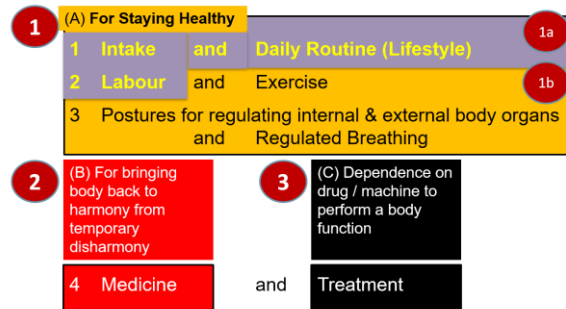 1
(A) For Staying Healthy
1a
1 Intake and Daily Routine (Lifestyle)
2 Labour and Exercise
1b
3 Postures for regulating internal & external body organs
and Regulated Breathing
2
(B) For bringing
body back to
harmony from
temporary
disharmony
3
(C) Dependence on
drug / machine to
perform a body
function
4 Medicine and Treatment